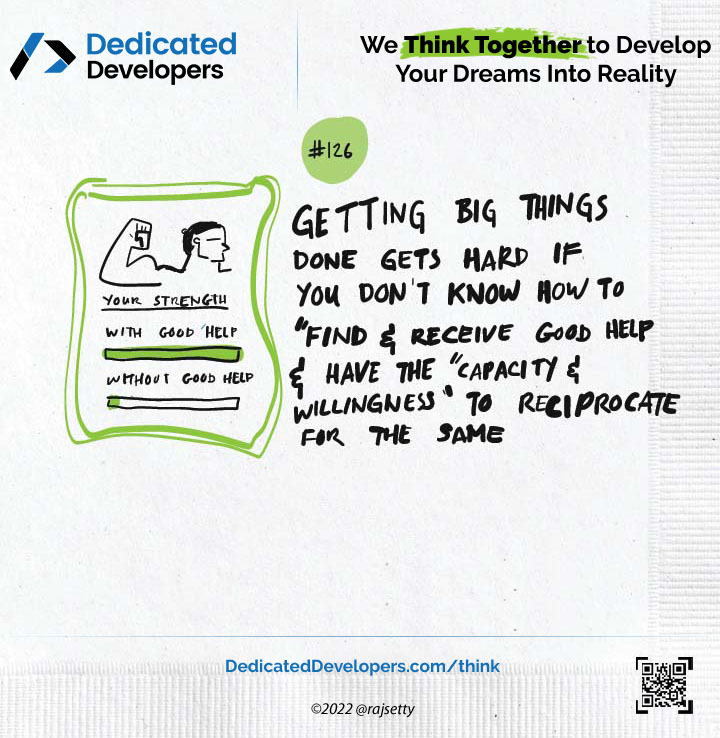 Dedicated
Developers
We Think Together to Develop
Your Dreams Into Reality
#126
YOUR STRENGTH
WITH GOOD HELP
WITHOUT GOOD HELP
GETTING BIG THINGS
DONE GETS HARD IF
YOU DON'T KNOW HOW TO
"FIND & RECEIVE GOOD HELP
& HAVE THE "CAPACITY &
WILLINGNESS" TO RECIPROCATE
FOR THE SAME
DedicatedDevelopers.com/think
©2022 @rajsetty